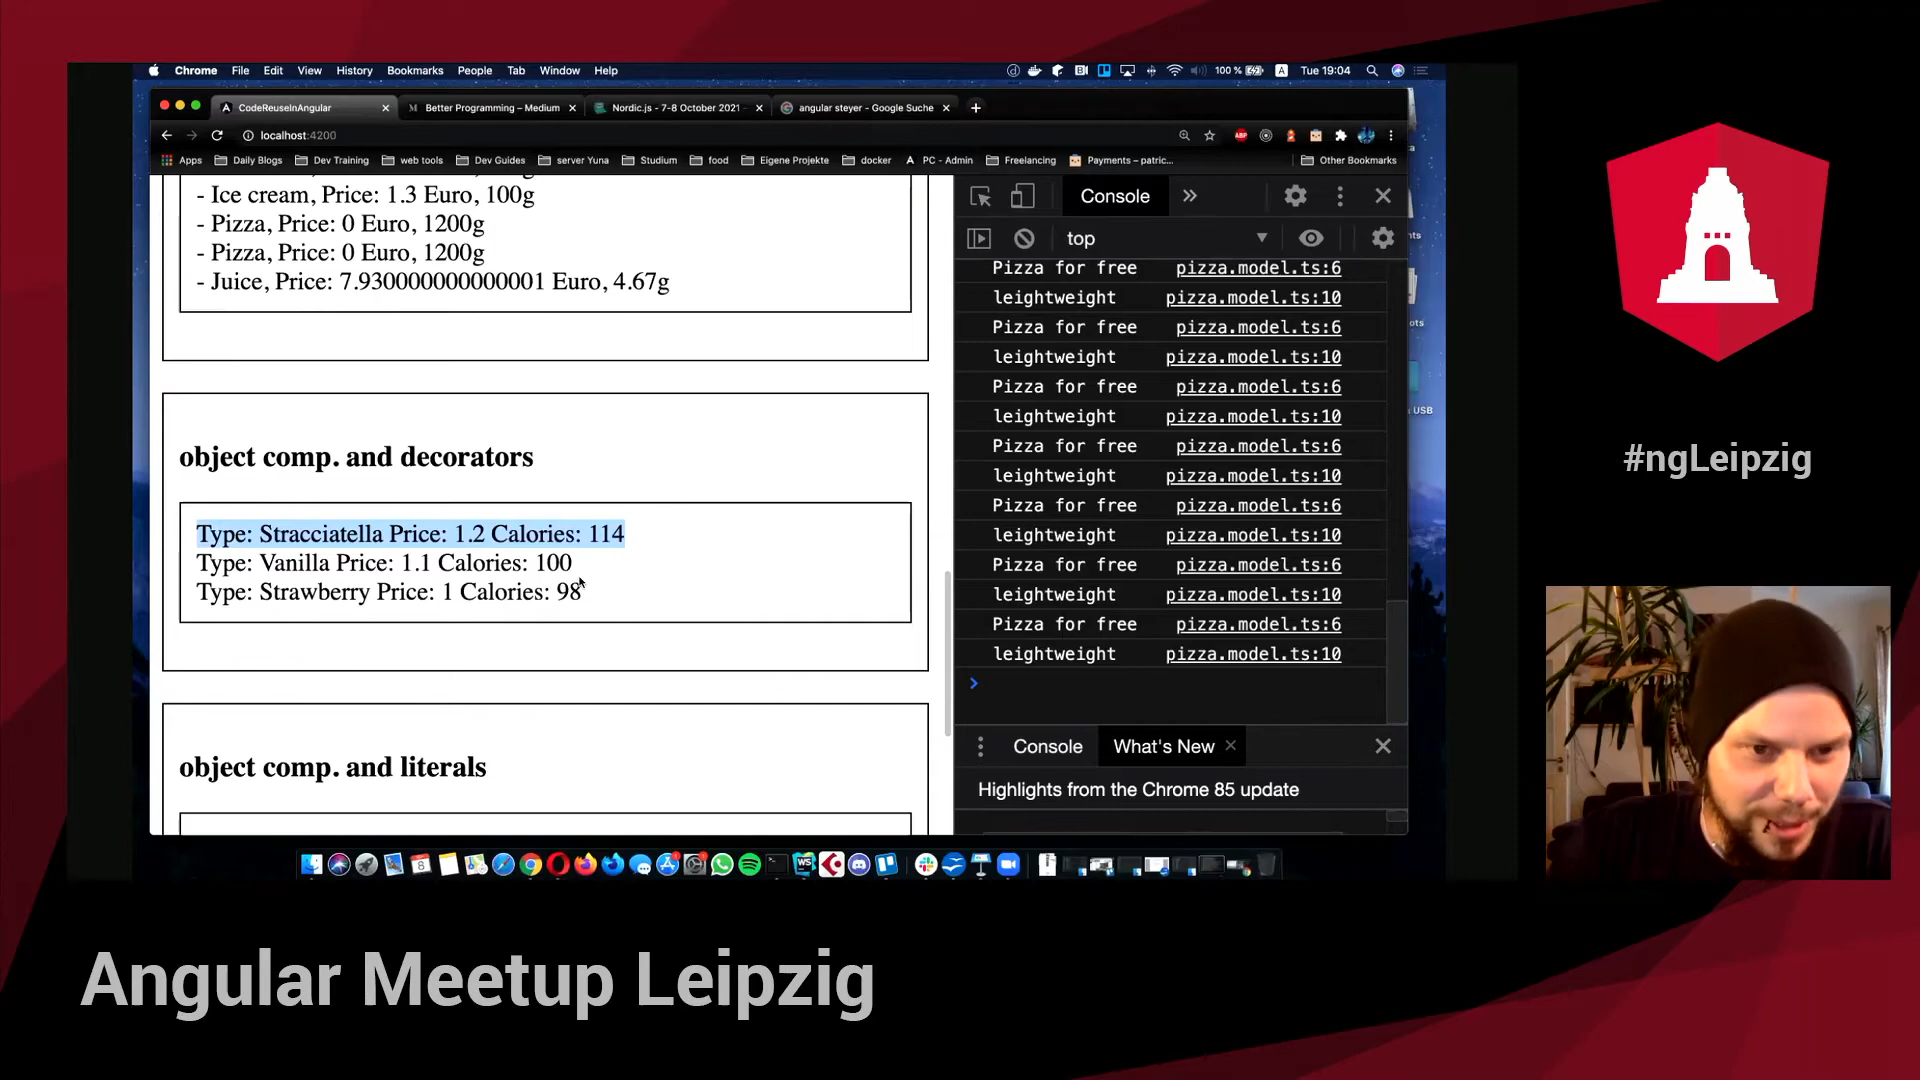 Chrome File Edit View History Bookmarks People Tab Window Help
100 % Tue 19:04
CodeReuseInAngular
Better Programming – Medium
Nordic.js - 7-8 October 2021
angular steyer - Google Suche
localhost:4200
Apps Daily Blogs Dev Training web tools Dev Guides server Yuna Studium food Eigene Projekte docker PC - Admin Freelancing Payments – patric... Other Bookmarks
- Ice cream, Price: 1.3 Euro, 100g
- Pizza, Price: 0 Euro, 1200g
- Pizza, Price: 0 Euro, 1200g
- Juice, Price: 7.930000000000001 Euro, 4.67g
object comp. and decorators
Type: Stracciatella Price: 1.2 Calories: 114
Type: Vanilla Price: 1.1 Calories: 100
Type: Strawberry Price: 1 Calories: 98
object comp. and literals
Console
top
Pizza for free pizza.model.ts:6
leightweight pizza.model.ts:10
Pizza for free pizza.model.ts:6
leightweight pizza.model.ts:10
Pizza for free pizza.model.ts:6
leightweight pizza.model.ts:10
Pizza for free pizza.model.ts:6
leightweight pizza.model.ts:10
Pizza for free pizza.model.ts:6
leightweight pizza.model.ts:10
Pizza for free pizza.model.ts:6
leightweight pizza.model.ts:10
Pizza for free pizza.model.ts:6
leightweight pizza.model.ts:10
Console What's New
Highlights from the Chrome 85 update
USB
#ngLeipzig
Angular Meetup Leipzig